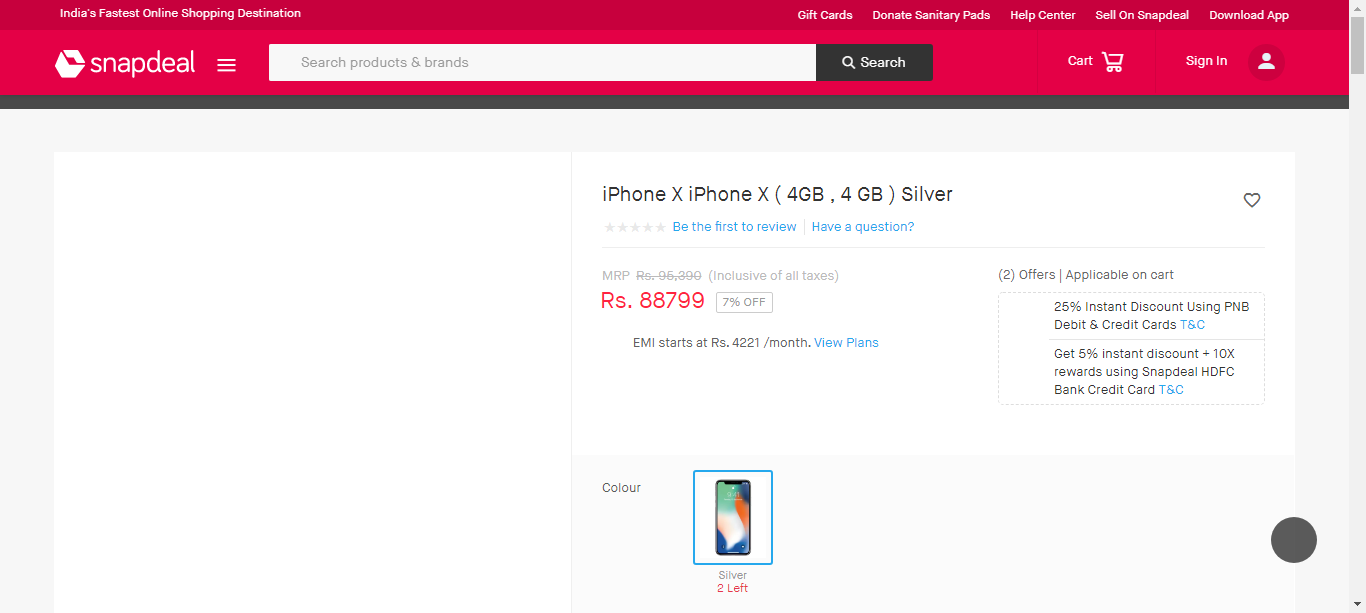 India's Fastest Online Shopping Destination
Gift Cards Donate Sanitary Pads Help Center Sell On Snapdeal Download App
snapdeal
Search products & brands
Search
Cart
Sign In
iPhone X iPhone X ( 4GB , 4 GB ) Silver
Be the first to review Have a question?
MRP Rs. 95,390 (Inclusive of all taxes)
Rs. 88799 7% OFF
EMI starts at Rs. 4221 /month. View Plans
(2) Offers | Applicable on cart
25% Instant Discount Using PNB
Debit & Credit Cards T&C
Get 5% instant discount + 10X
rewards using Snapdeal HDFC
Bank Credit Card T&C
Colour
Silver
2 Left